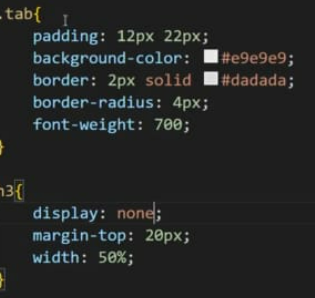 .tab{
padding: 12px 22px;
background-color: #e9e9e9;
border: 2px solid #dadada;
border-radius: 4px;
font-weight: 700;
}
h3{
display: none;
margin-top: 20px;
width: 50%;
}